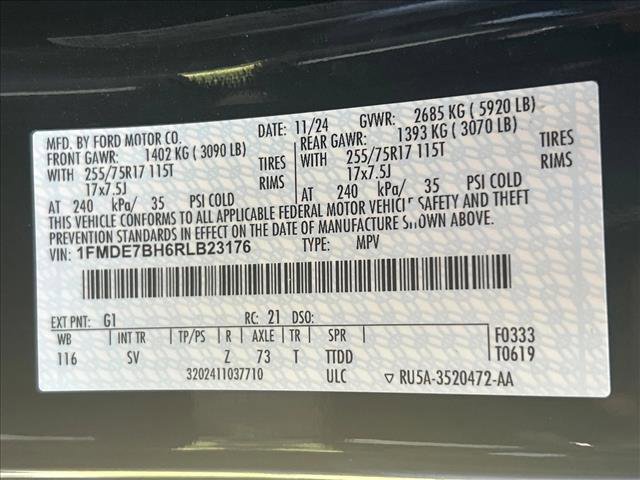 MFD. BY FORD MOTOR CO. DATE: 11/24 GVWR: 2685 KG ( 5920 LB)
FRONT GAWR: 1402 KG ( 3090 LB) REAR GAWR: 1393 KG ( 3070 LB)
WITH 255/75R17 115T TIRES WITH 255/75R17 115T TIRES
17x7.5J RIMS 17x7.5J RIMS
AT 240 kPa/ 35 PSI COLD AT 240 kPa/ 35 PSI COLD
THIS VEHICLE CONFORMS TO ALL APPLICABLE FEDERAL MOTOR VEHICLE SAFETY AND THEFT
PREVENTION STANDARDS IN EFFECT ON THE DATE OF MANUFACTURE SHOWN ABOVE.
VIN: 1FMDE7BH6RLB23176 TYPE: MPV
EXT PNT: G1 RC: 21 DSO:
WB INT TR TP/PS R AXLE TR SPR F0333
116 SV Z 73 T TTDD T0619
3202411037710 ULC ▽ RU5A-3520472-AA